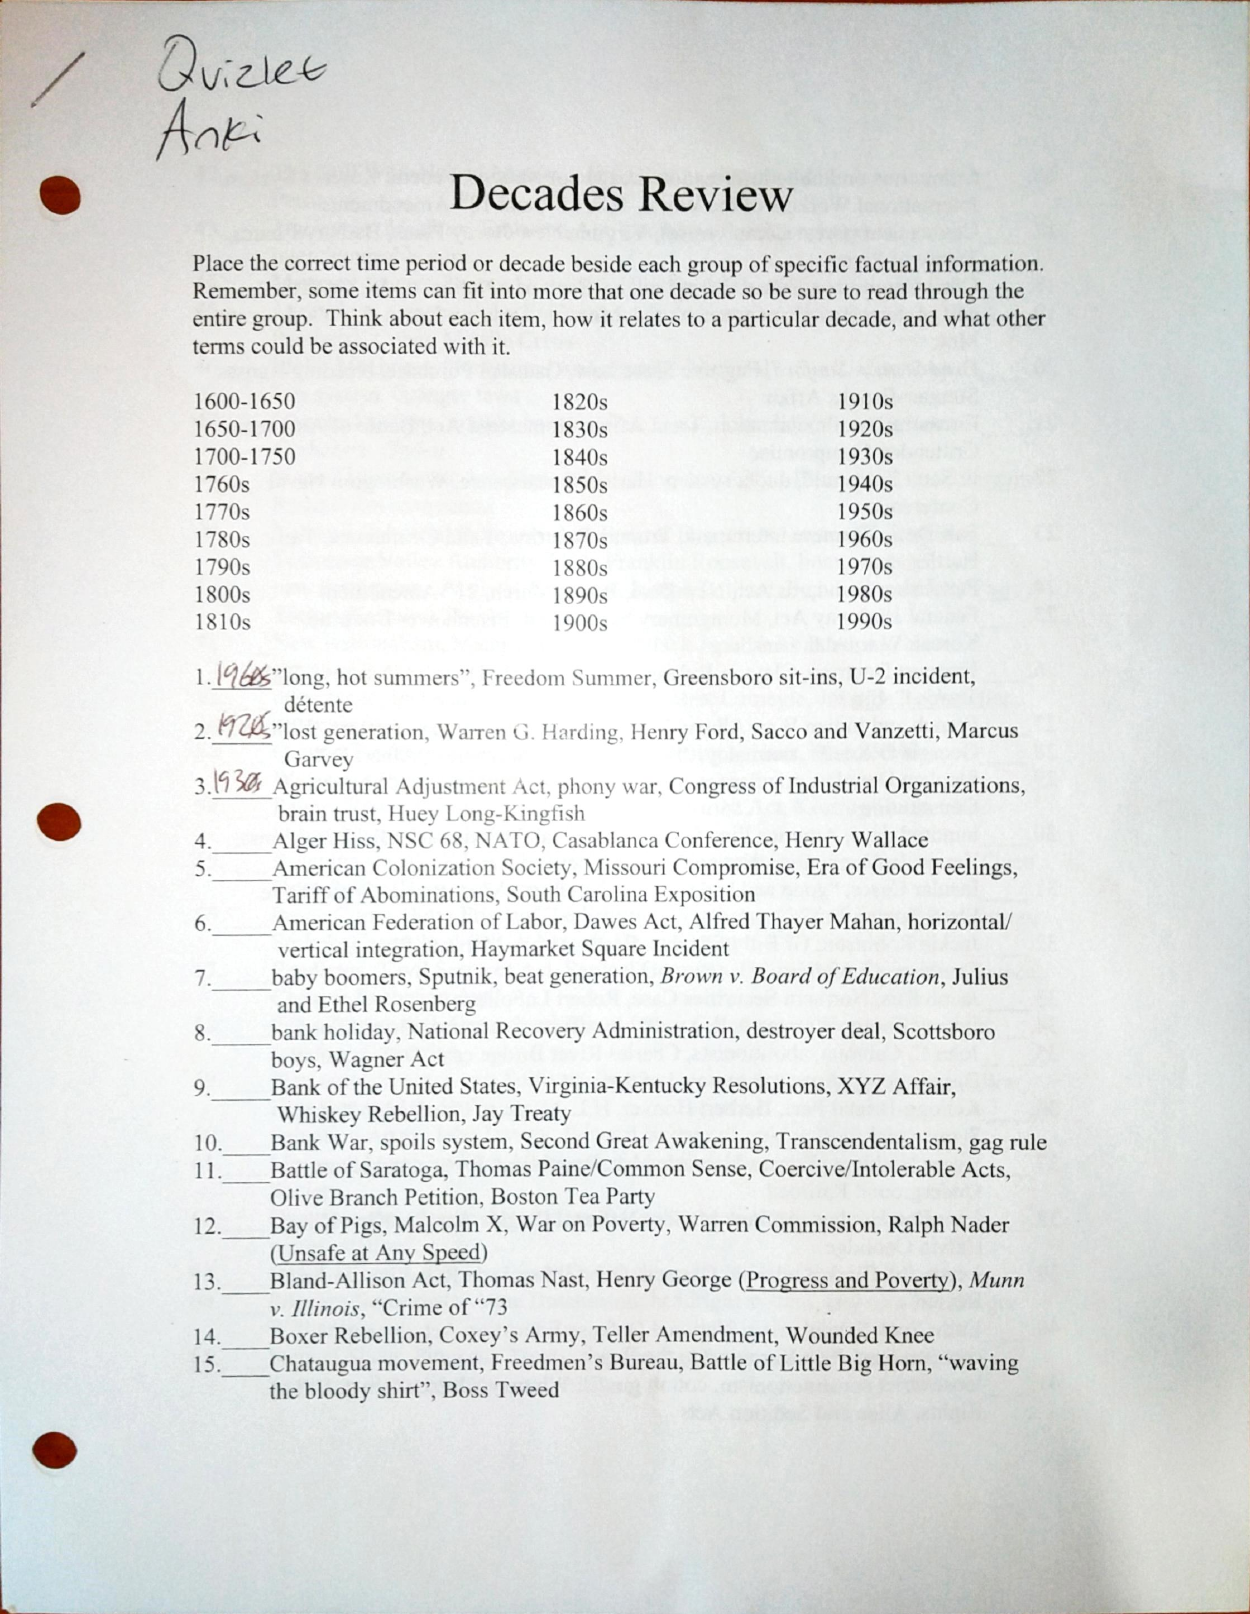 Quizlet
Anki
Decades Review
Place the correct time period or decade beside each group of specific factual information.
Remember, some items can fit into more that one decade so be sure to read through the
entire group. Think about each item, how it relates to a particular decade, and what other
terms could be associated with it.
1600-1650 1820s 1910s
1650-1700 1830s 1920s
1700-1750 1840s 1930s
1760s 1850s 1940s
1770s 1860s 1950s
1780s 1870s 1960s
1790s 1880s 1970s
1800s 1890s 1980s
1810s 1900s 1990s
1. 1960s "long, hot summers", Freedom Summer, Greensboro sit-ins, U-2 incident,
détente
2. 1920s "lost generation, Warren G. Harding, Henry Ford, Sacco and Vanzetti, Marcus
Garvey
3. 1930s Agricultural Adjustment Act, phony war, Congress of Industrial Organizations,
brain trust, Huey Long-Kingfish
4._____Alger Hiss, NSC 68, NATO, Casablanca Conference, Henry Wallace
5._____American Colonization Society, Missouri Compromise, Era of Good Feelings,
Tariff of Abominations, South Carolina Exposition
6._____American Federation of Labor, Dawes Act, Alfred Thayer Mahan, horizontal/
vertical integration, Haymarket Square Incident
7._____baby boomers, Sputnik, beat generation, Brown v. Board of Education, Julius
and Ethel Rosenberg
8._____bank holiday, National Recovery Administration, destroyer deal, Scottsboro
boys, Wagner Act
9._____Bank of the United States, Virginia-Kentucky Resolutions, XYZ Affair,
Whiskey Rebellion, Jay Treaty
10.____Bank War, spoils system, Second Great Awakening, Transcendentalism, gag rule
11.____Battle of Saratoga, Thomas Paine/Common Sense, Coercive/Intolerable Acts,
Olive Branch Petition, Boston Tea Party
12.____Bay of Pigs, Malcolm X, War on Poverty, Warren Commission, Ralph Nader
(Unsafe at Any Speed)
13.____Bland-Allison Act, Thomas Nast, Henry George (Progress and Poverty), Munn
v. Illinois, "Crime of "73
14.____Boxer Rebellion, Coxey's Army, Teller Amendment, Wounded Knee
15.____Chataugua movement, Freedmen's Bureau, Battle of Little Big Horn, "waving
the bloody shirt", Boss Tweed